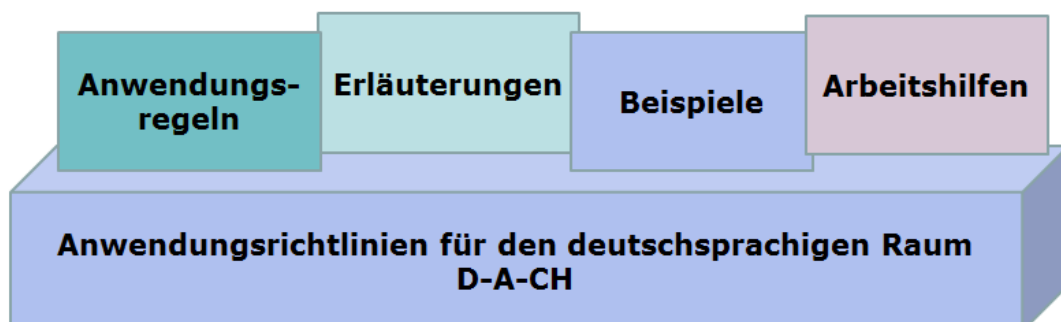 Anwendungs-
regeln
Erläuterungen
Beispiele
Arbeitshilfen
Anwendungsrichtlinien für den deutschsprachigen Raum
D-A-CH